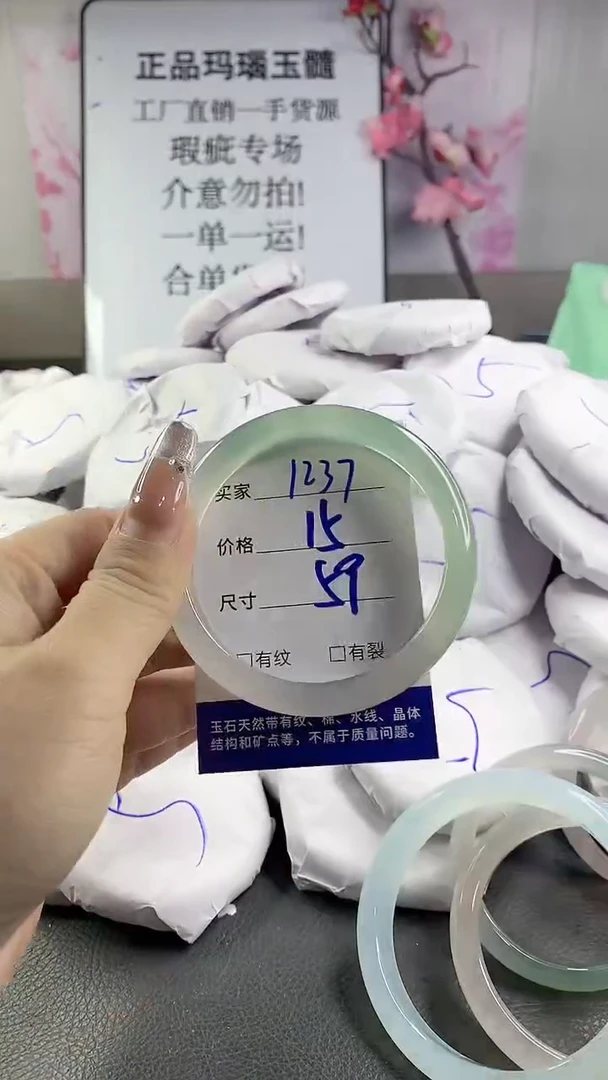 正品玛瑙玉髓
工厂直销一手货源
瑕疵专场
介意勿拍!
一单一运!
合单
买家 1237
价格 15
尺寸 59
□有纹 □有裂
玉石天然带有纹、棉、水线、晶体
结构和矿点等，不属于质量问题。
5